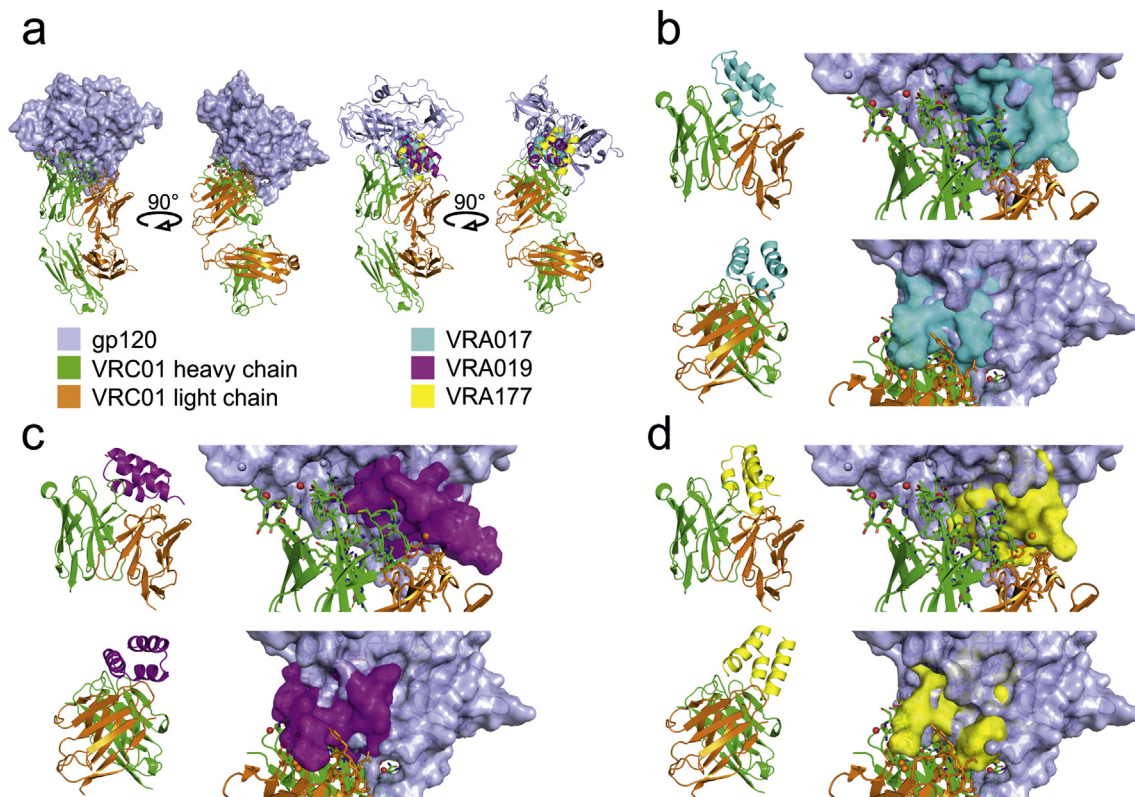 a
90°
90°
gp120
VRC01 heavy chain
VRC01 light chain
VRA017
VRA019
VRA177
b
c
d